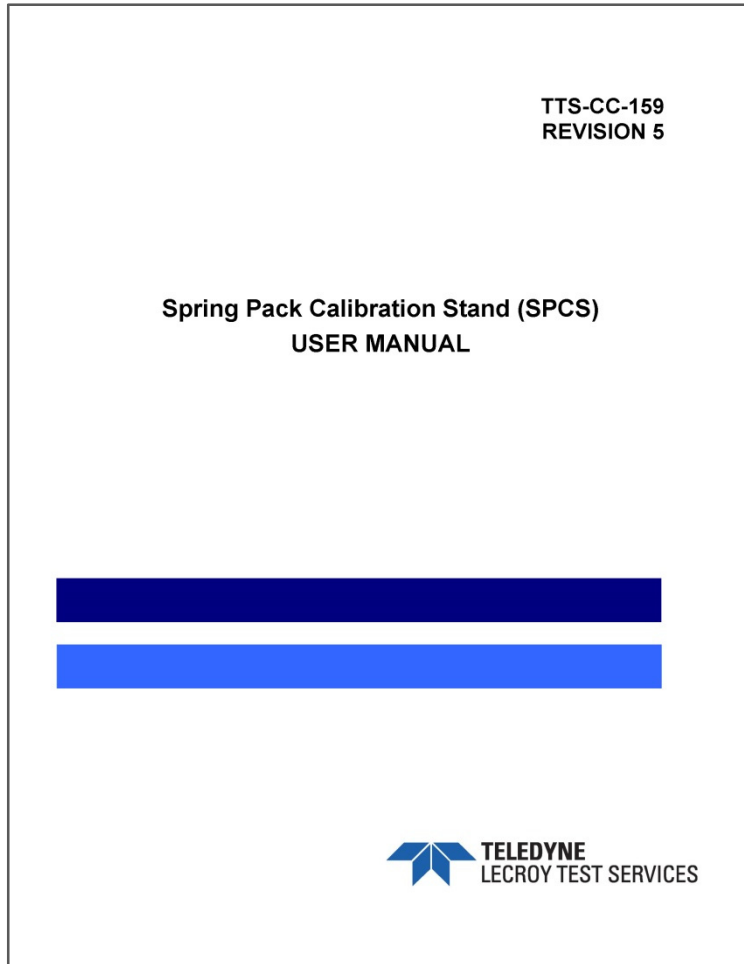 TTS-CC-159
REVISION 5
Spring Pack Calibration Stand (SPCS)
USER MANUAL
TELEDYNE
LECROY TEST SERVICES